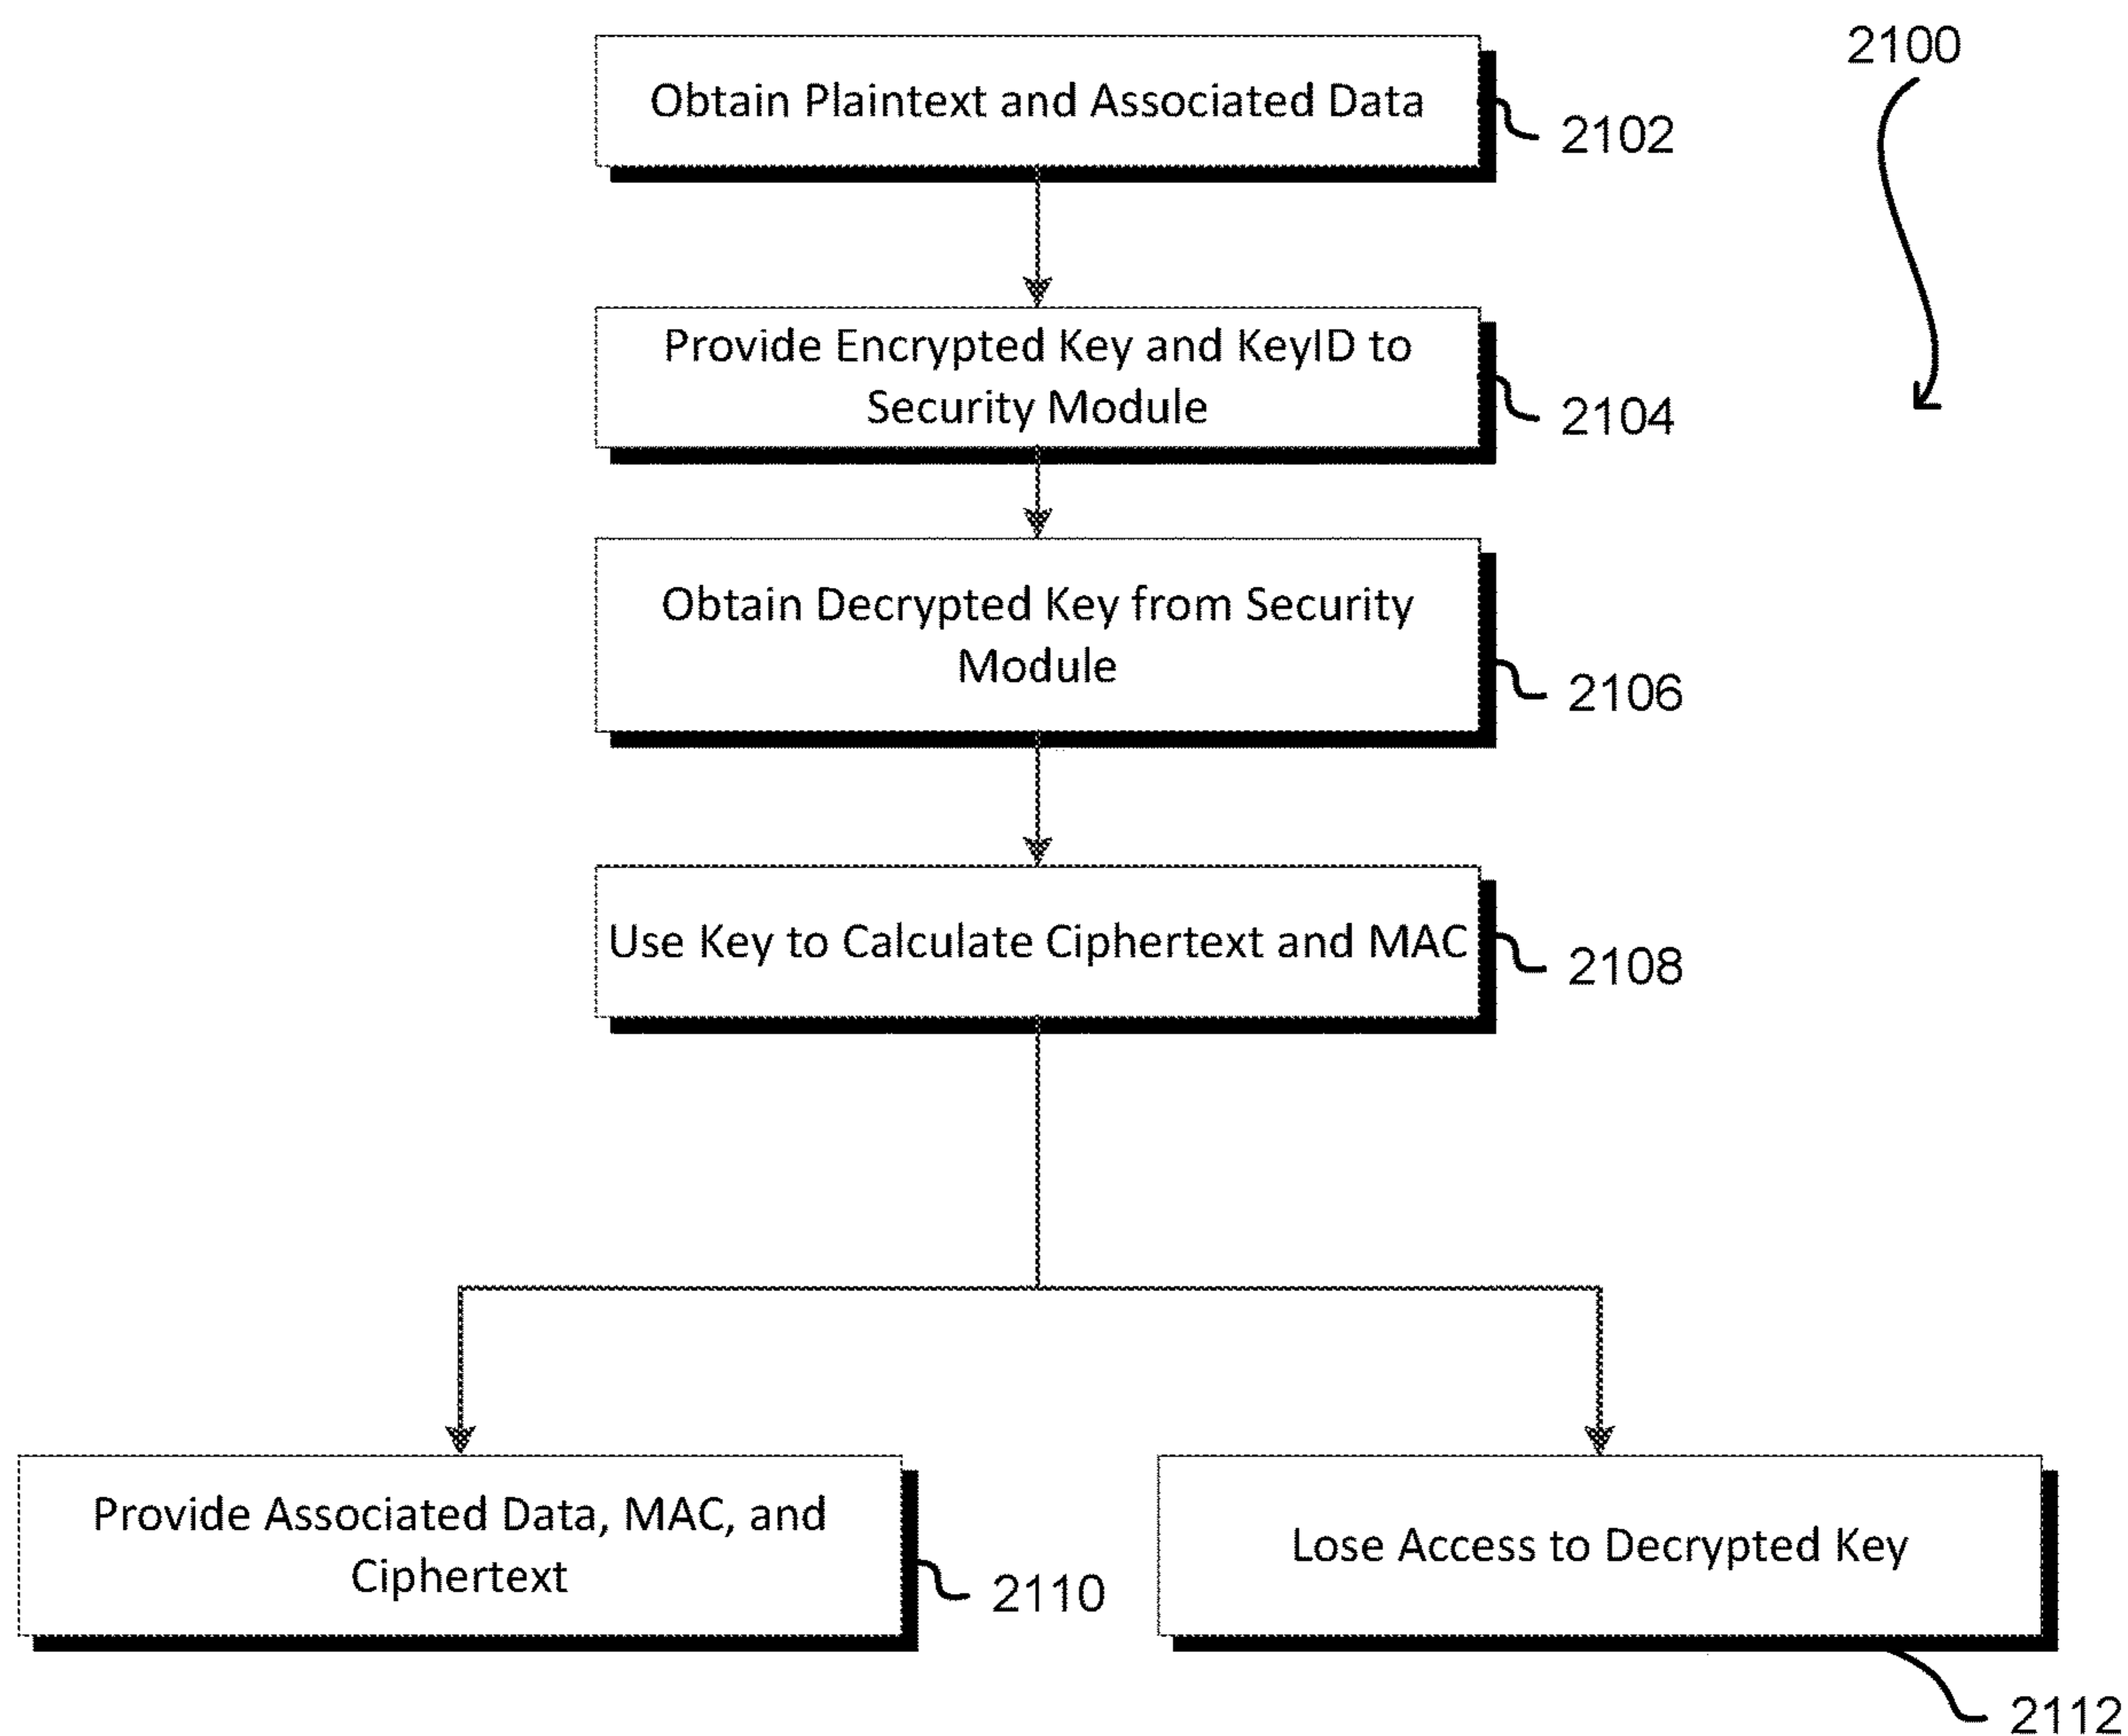 2100
Obtain Plaintext and Associated Data
2102
Provide Encrypted Key and KeyID to
Security Module
2104
Obtain Decrypted Key from Security
Module
2106
Use Key to Calculate Ciphertext and MAC
2108
Provide Associated Data, MAC, and
Ciphertext
2110
Lose Access to Decrypted Key
2112